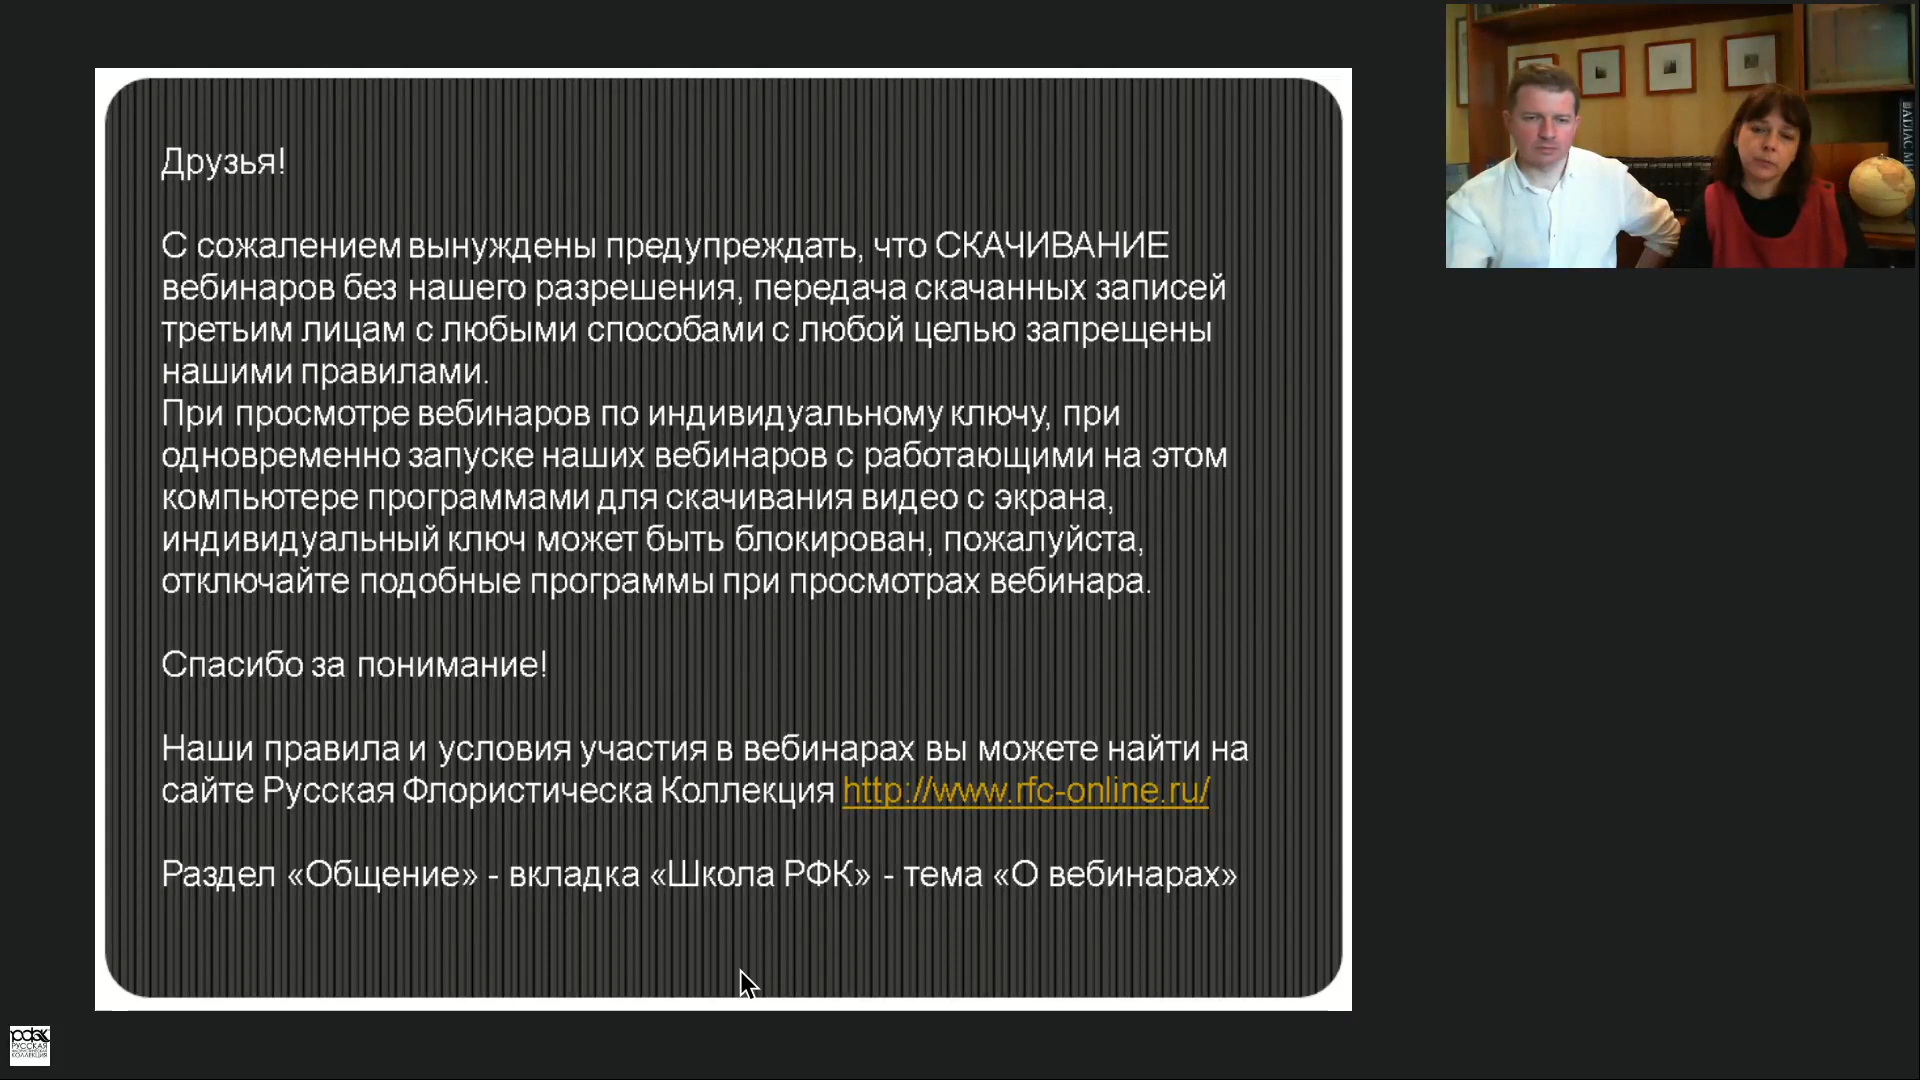 Друзья!
С сожалением вынуждены предупреждать, что СКАЧИВАНИЕ
вебинаров без нашего разрешения, передача скачанных записей
третьим лицам с любыми способами с любой целью запрещены
нашими правилами.
При просмотре вебинаров по индивидуальному ключу, при
одновременно запуске наших вебинаров с работающими на этом
компьютере программами для скачивания видео с экрана,
индивидуальный ключ может быть блокирован, пожалуйста,
отключайте подобные программы при просмотрах вебинара.
Спасибо за понимание!
Наши правила и условия участия в вебинарах вы можете найти на
сайте Русская Флористическа Коллекция http://www.rfc-online.ru/
Раздел «Общение» - вкладка «Школа РФК» - тема «О вебинарах»
АТЛАС
РУССКАЯ
КОЛЛЕКЦИЯ